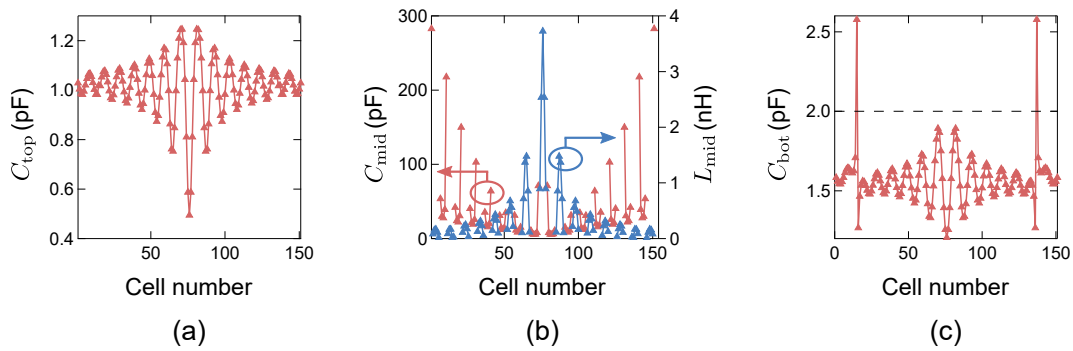 C_top (pF)
1.2
1.0
0.8
0.6
0.4
50
100
150
Cell number
(a)
C_mid (pF)
300
200
100
0
50
100
150
Cell number
4
3
2
1
0
L_mid (nH)
(b)
C_bot (pF)
2.5
2.0
1.5
0
50
100
150
Cell number
(c)